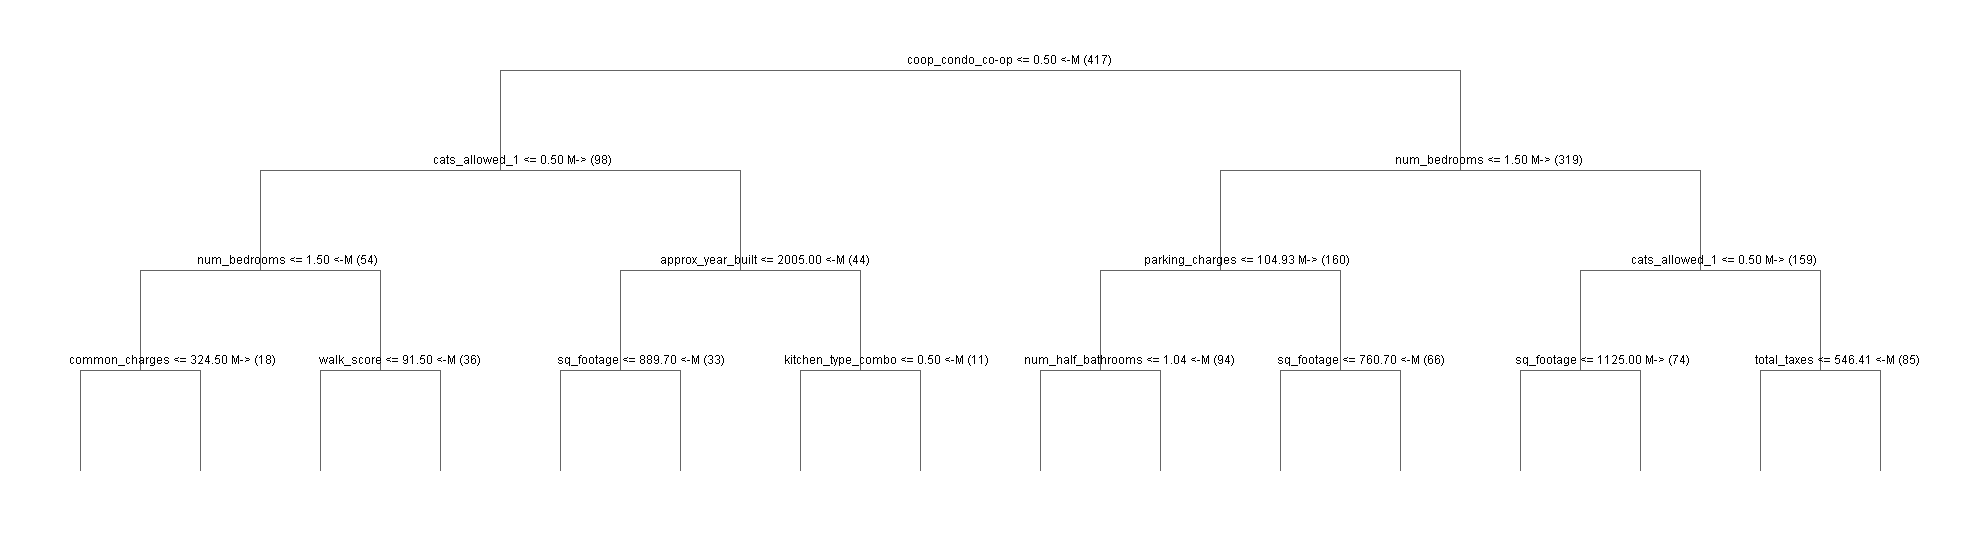 coop_condo_co-op <= 0.50 <-M (417)
cats_allowed_1 <= 0.50 M-> (98)
num_bedrooms <= 1.50 M-> (319)
num_bedrooms <= 1.50 <-M (54)
approx_year_built <= 2005.00 <-M (44)
parking_charges <= 104.93 M-> (160)
cats_allowed_1 <= 0.50 M-> (159)
common_charges <= 324.50 M-> (18)
walk_score <= 91.50 <-M (36)
sq_footage <= 889.70 <-M (33)
kitchen_type_combo <= 0.50 <-M (11)
num_half_bathrooms <= 1.04 <-M (94)
sq_footage <= 760.70 <-M (66)
sq_footage <= 1125.00 M-> (74)
total_taxes <= 546.41 <-M (85)